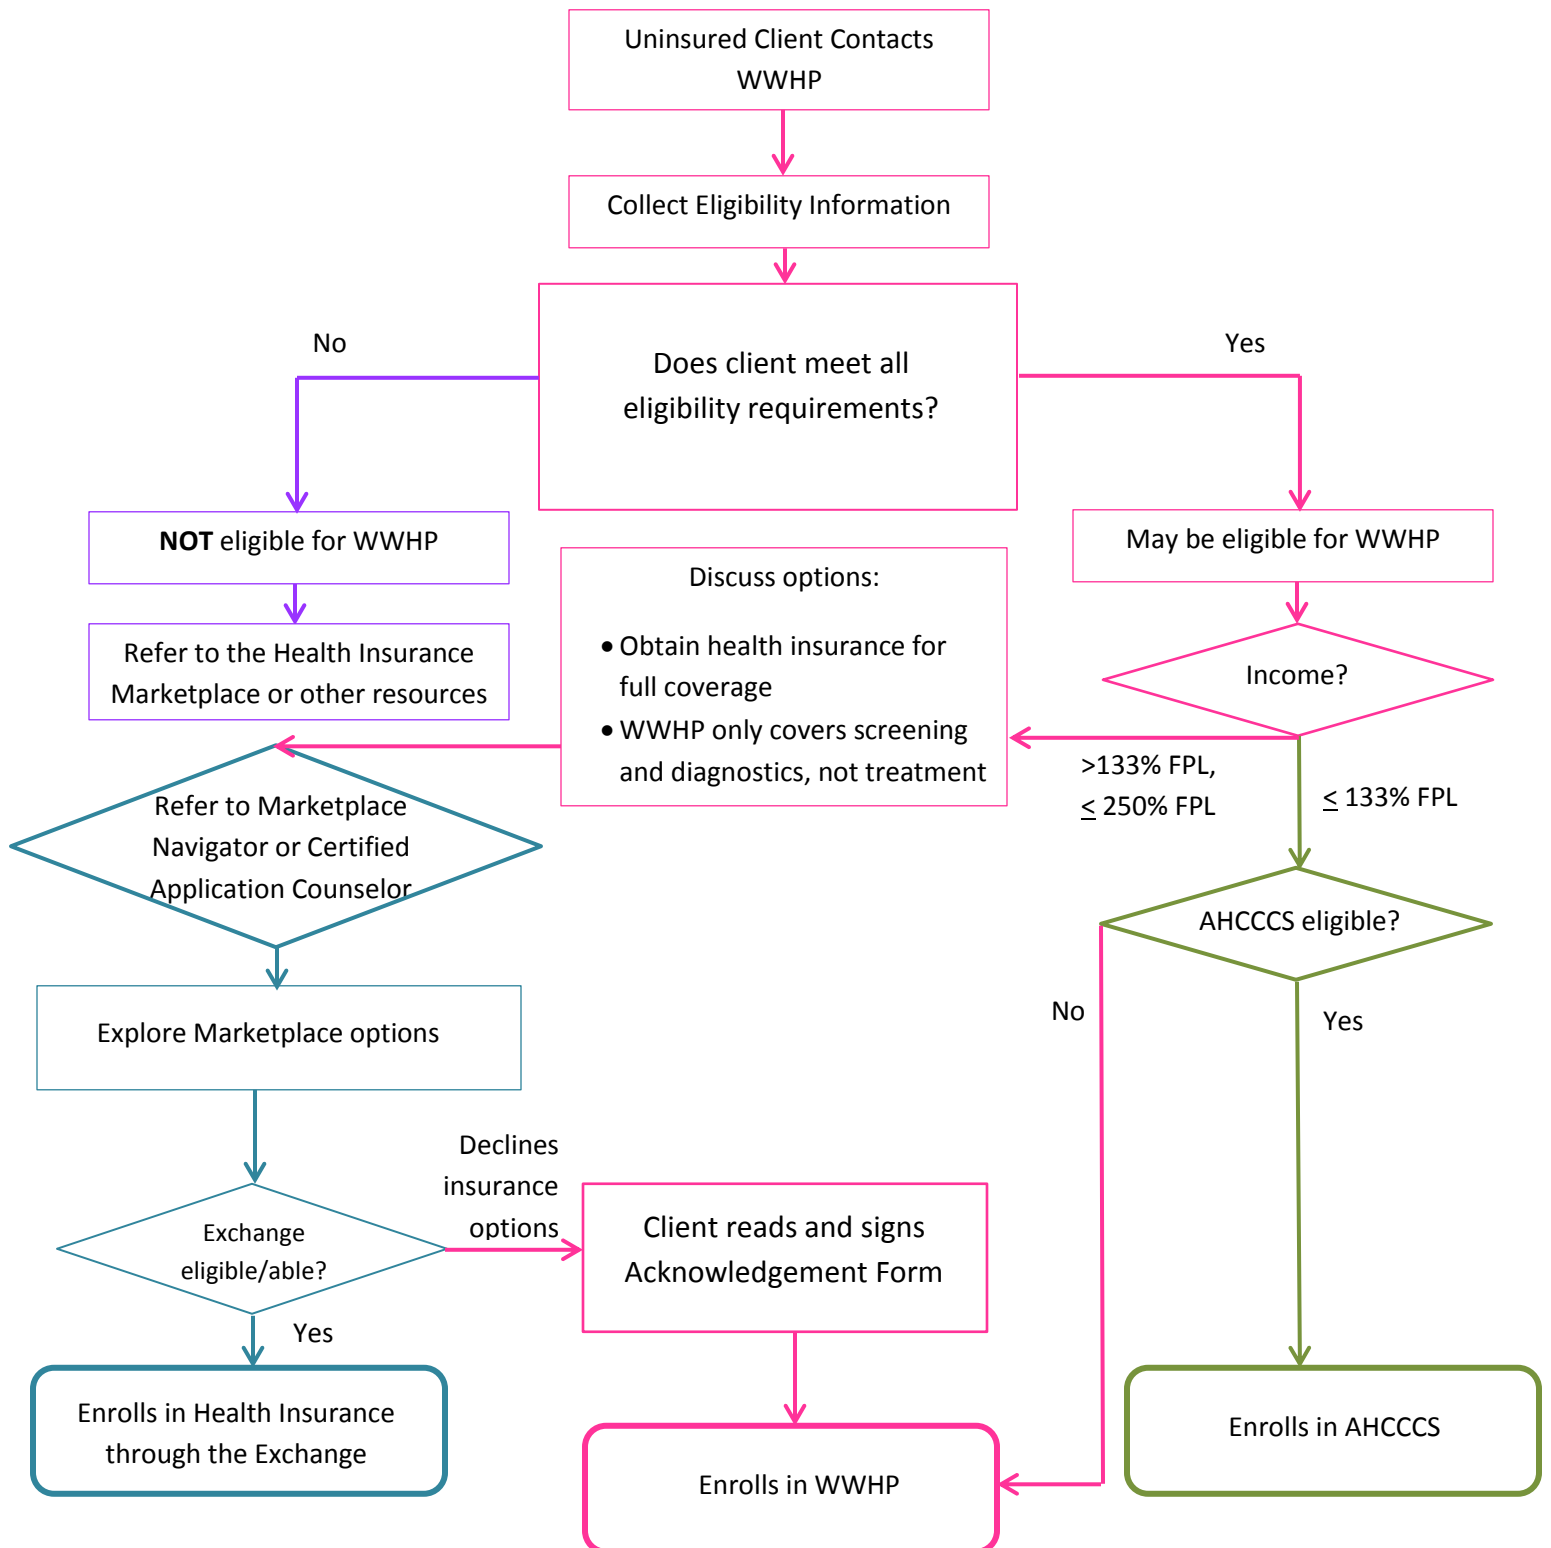 Uninsured Client Contacts
WWHP
Collect Eligibility Information
No
Does client meet all
eligibility requirements?
Yes
NOT eligible for WWHP
May be eligible for WWHP
Refer to the Health Insurance
Marketplace or other resources
Discuss options:
• Obtain health insurance for
full coverage
• WWHP only covers screening
and diagnostics, not treatment
Income?
>133% FPL,
≤ 250% FPL
≤ 133% FPL
Refer to Marketplace
Navigator or Certified
Application Counselor
AHCCCS eligible?
No
Yes
Explore Marketplace options
Declines
insurance
options
Exchange
eligible/able?
Client reads and signs
Acknowledgement Form
Yes
Enrolls in Health Insurance
through the Exchange
Enrolls in WWHP
Enrolls in AHCCCS